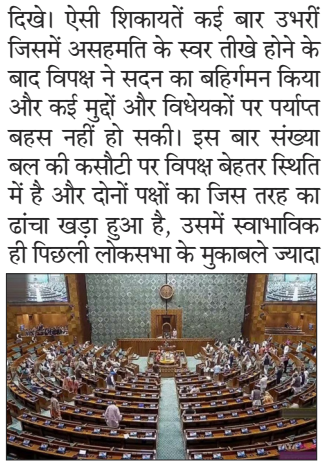 दिखे। ऐसी शिकायतें कई बार उभरीं
जिसमें असहमति के स्वर तीखे होने के
बाद विपक्ष ने सदन का बहिर्गमन किया
और कई मुद्दों और विधेयकों पर पर्याप्त
बहस नहीं हो सकी। इस बार संख्या
बल की कसौटी पर विपक्ष बेहतर स्थिति
में है और दोनों पक्षों का जिस तरह का
ढांचा खड़ा हुआ है, उसमें स्वाभाविक
ही पिछली लोकसभा के मुकाबले ज्यादा